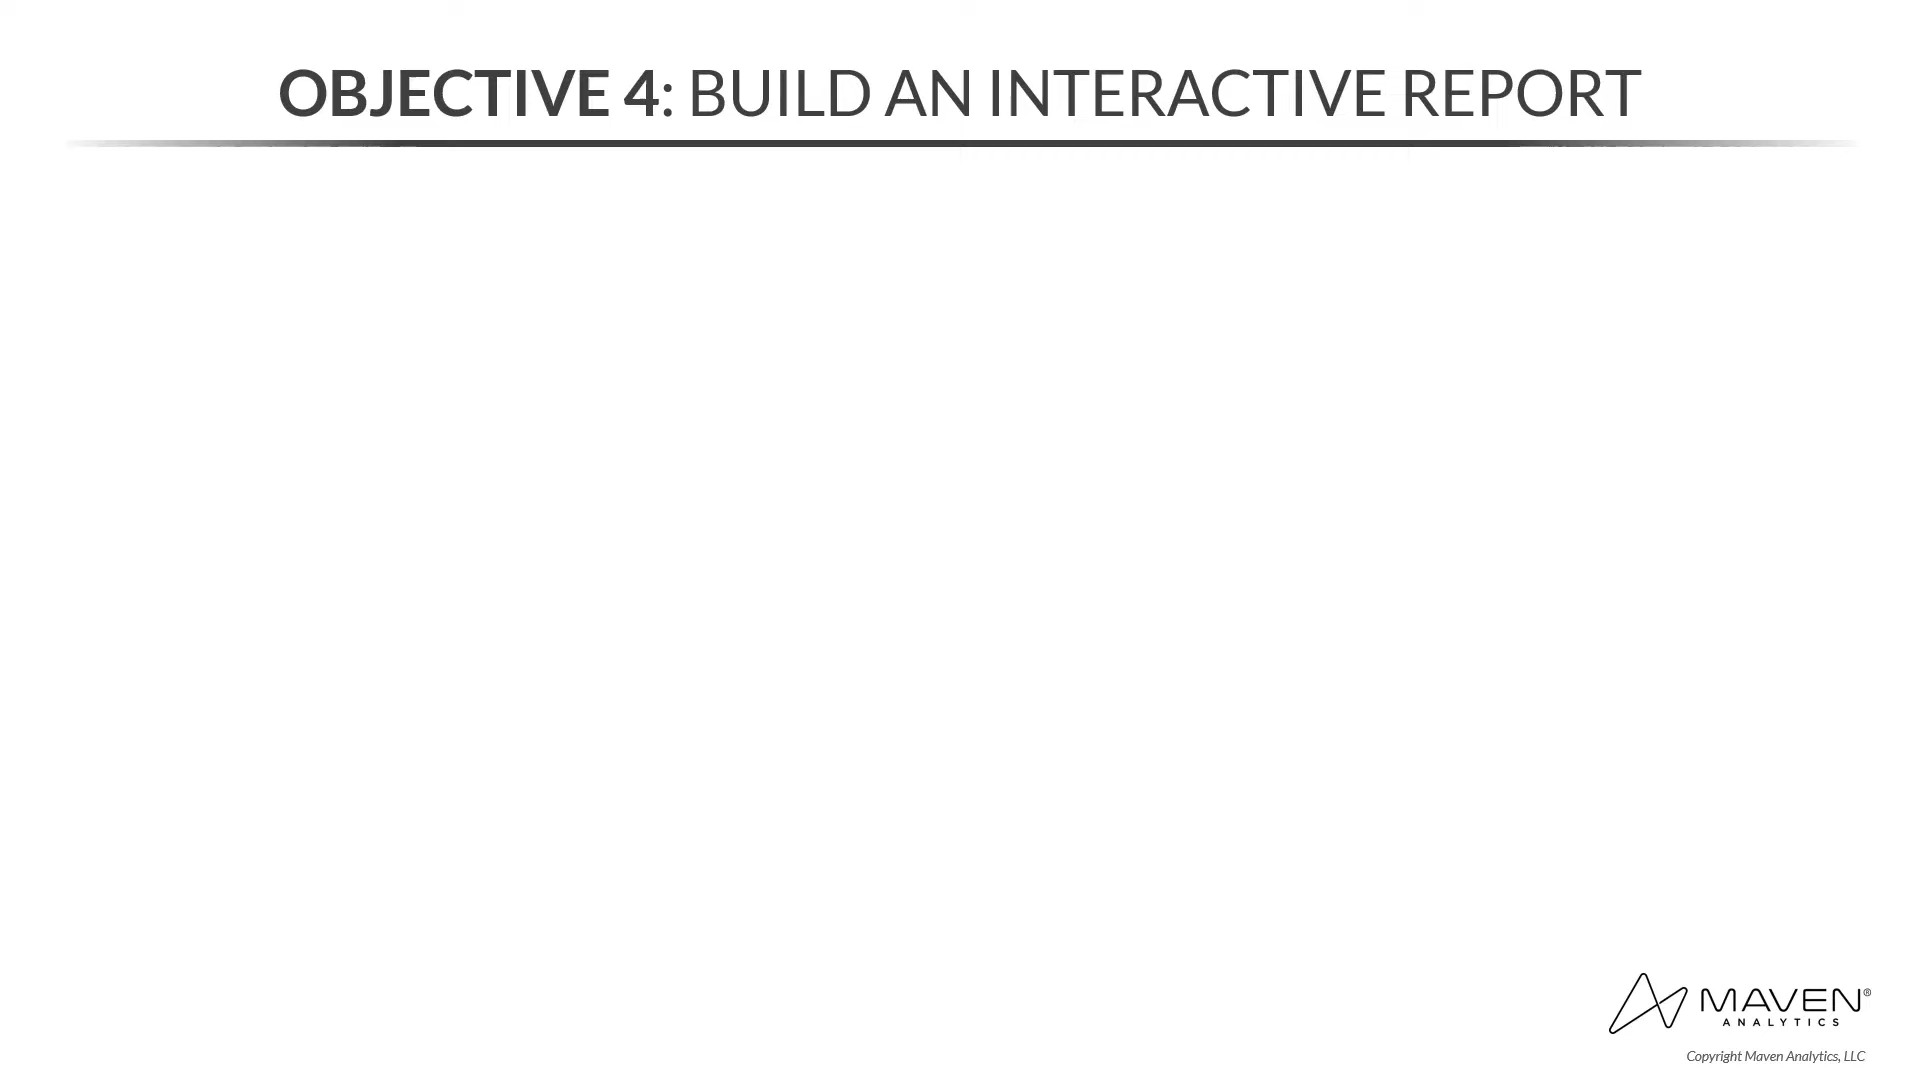 OBJECTIVE 4: BUILD AN INTERACTIVE REPORT
MAVEN®
ANALYTICS
Copyright Maven Analytics, LLC